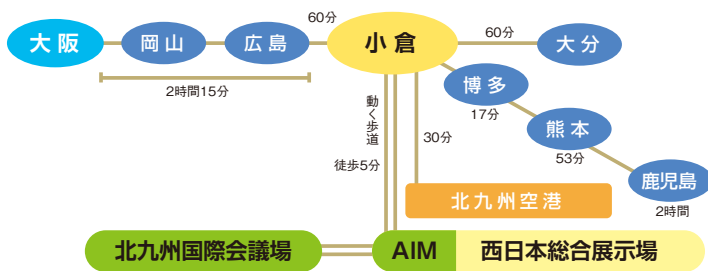 60分
大阪
岡山
広島
小倉
60分
大分
2時間15分
博多
17分
動く歩道
徒歩5分
30分
熊本
53分
鹿児島
2時間
北九州空港
北九州国際会議場
AIM
西日本総合展示場